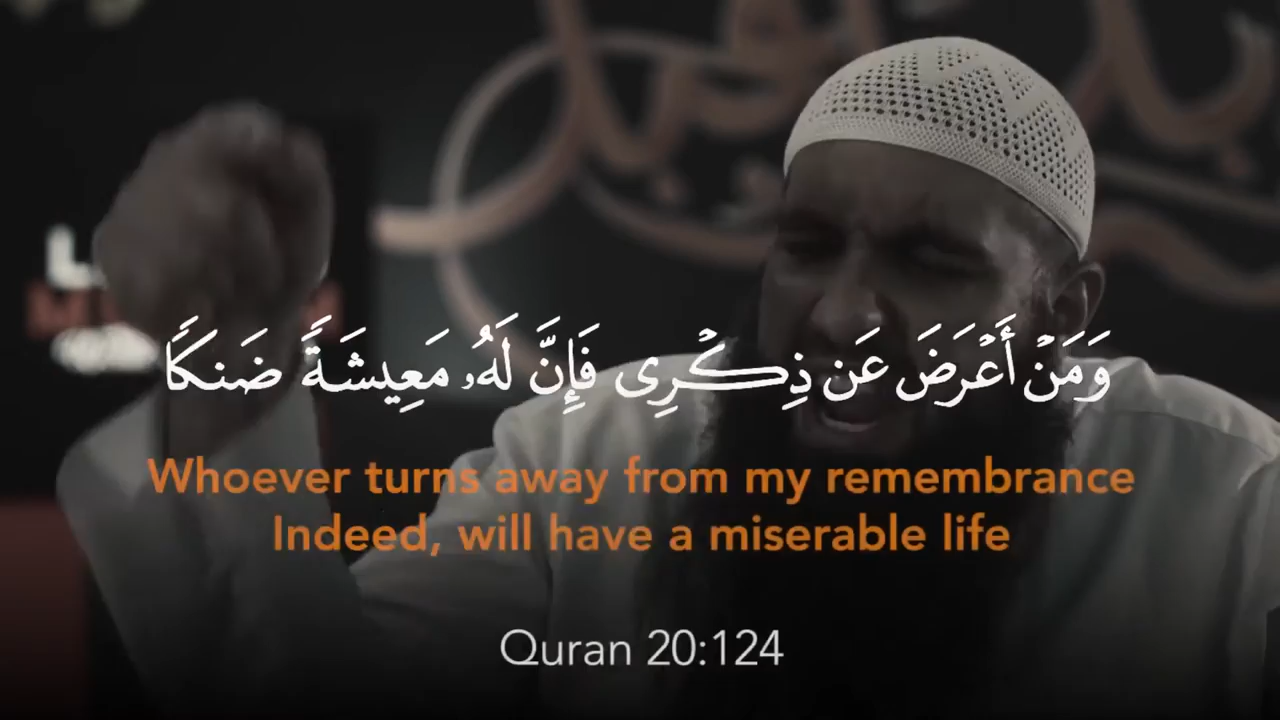 وَمَنْ أَعْرَضَ عَن ذِكْرِى فَإِنَّ لَهُۥ مَعِيشَةً ضَنكًا
Whoever turns away from my remembrance
Indeed, will have a miserable life
Quran 20:124